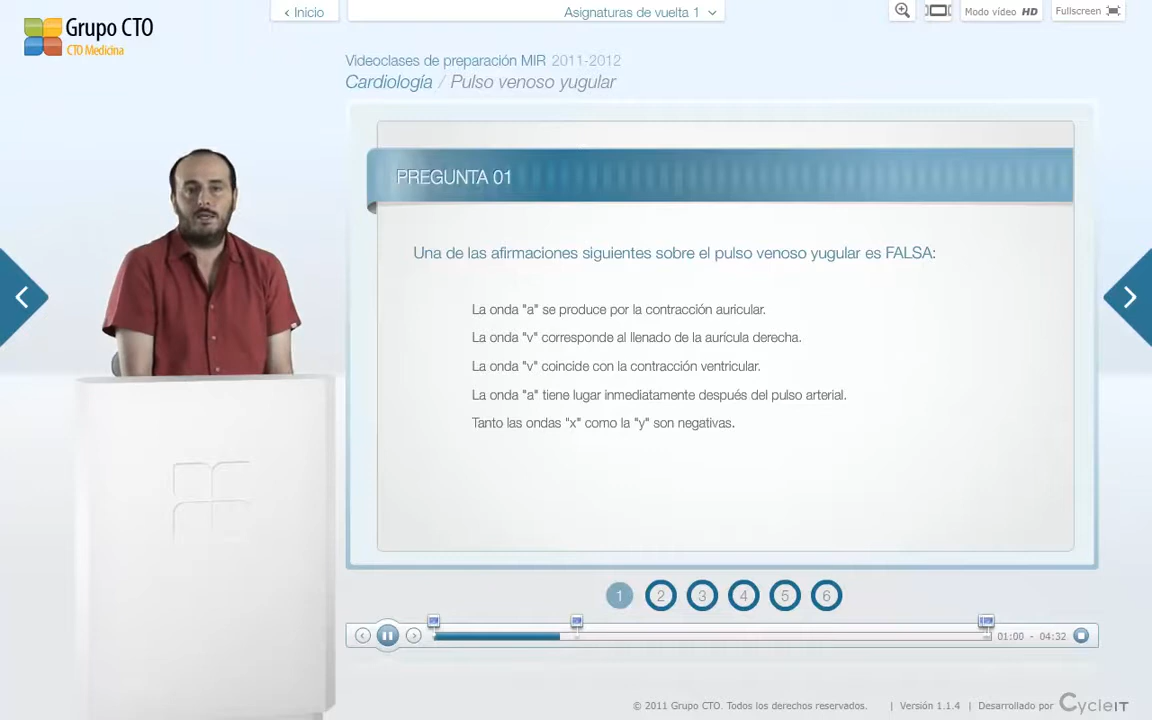 Grupo CTO
CTO Medicina
‹ Inicio
Asignaturas de vuelta 1
Modo vídeo HD
Fullscreen
Videoclases de preparación MIR 2011-2012
Cardiología / Pulso venoso yugular
PREGUNTA 01
Una de las afirmaciones siguientes sobre el pulso venoso yugular es FALSA:
La onda "a" se produce por la contracción auricular.
La onda "v" corresponde al llenado de la aurícula derecha.
La onda "v" coincide con la contracción ventricular.
La onda "a" tiene lugar inmediatamente después del pulso arterial.
Tanto las ondas "x" como la "y" son negativas.
1 2 3 4 5 6
01:00 - 04:32
© 2011 Grupo CTO. Todos los derechos reservados. | Versión 1.1.4 | Desarrollado por CycleIT